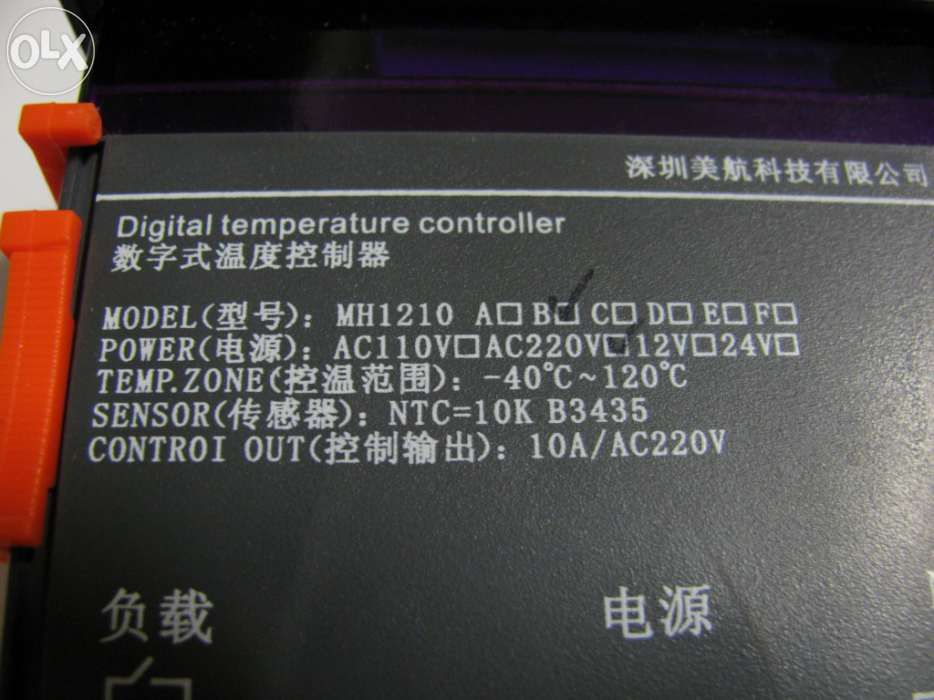 OLX
深圳美航科技有限公司
Digital temperature controller
数字式温度控制器
MODEL(型号): MH1210 A□ B☑ C□ D□ E□ F□
POWER(电源): AC110V□ AC220V☑ 12V□ 24V□
TEMP.ZONE(控温范围): -40℃~120℃
SENSOR(传感器): NTC=10K B3435
CONTROI OUT(控制输出): 10A/AC220V
负载 电源